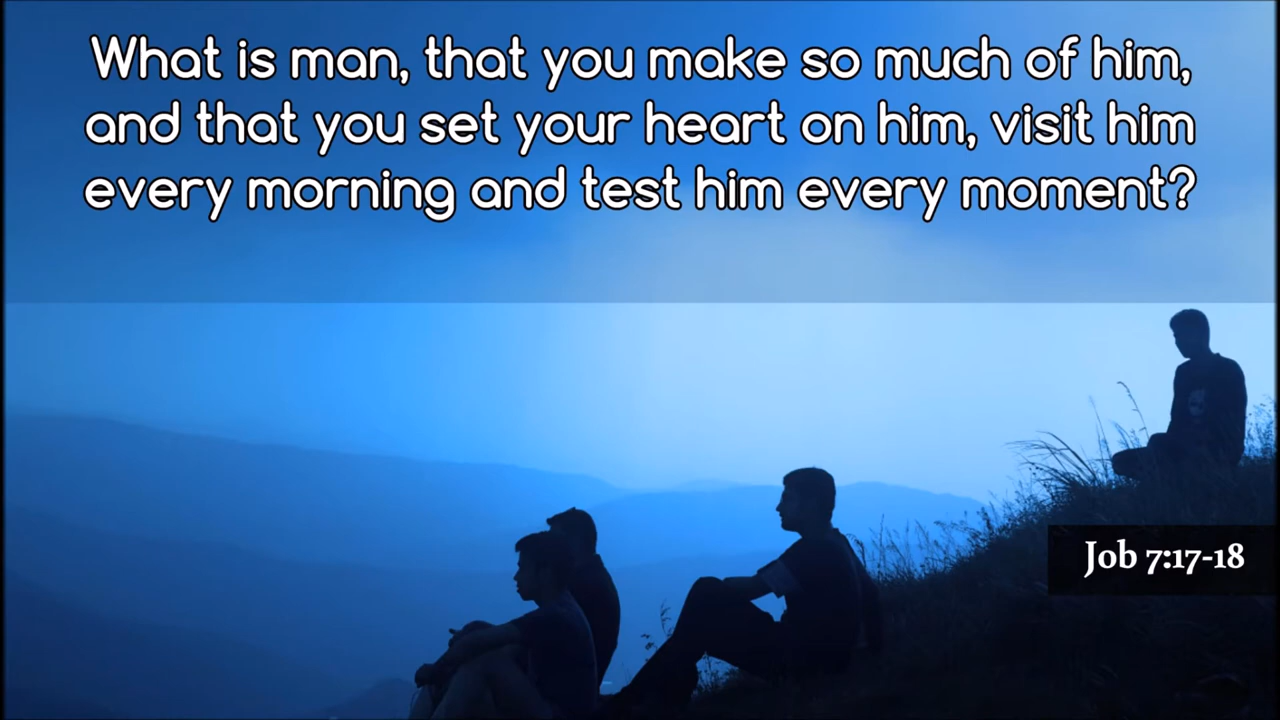 What is man, that you make so much of him,
and that you set your heart on him, visit him
every morning and test him every moment?
Job 7:17-18